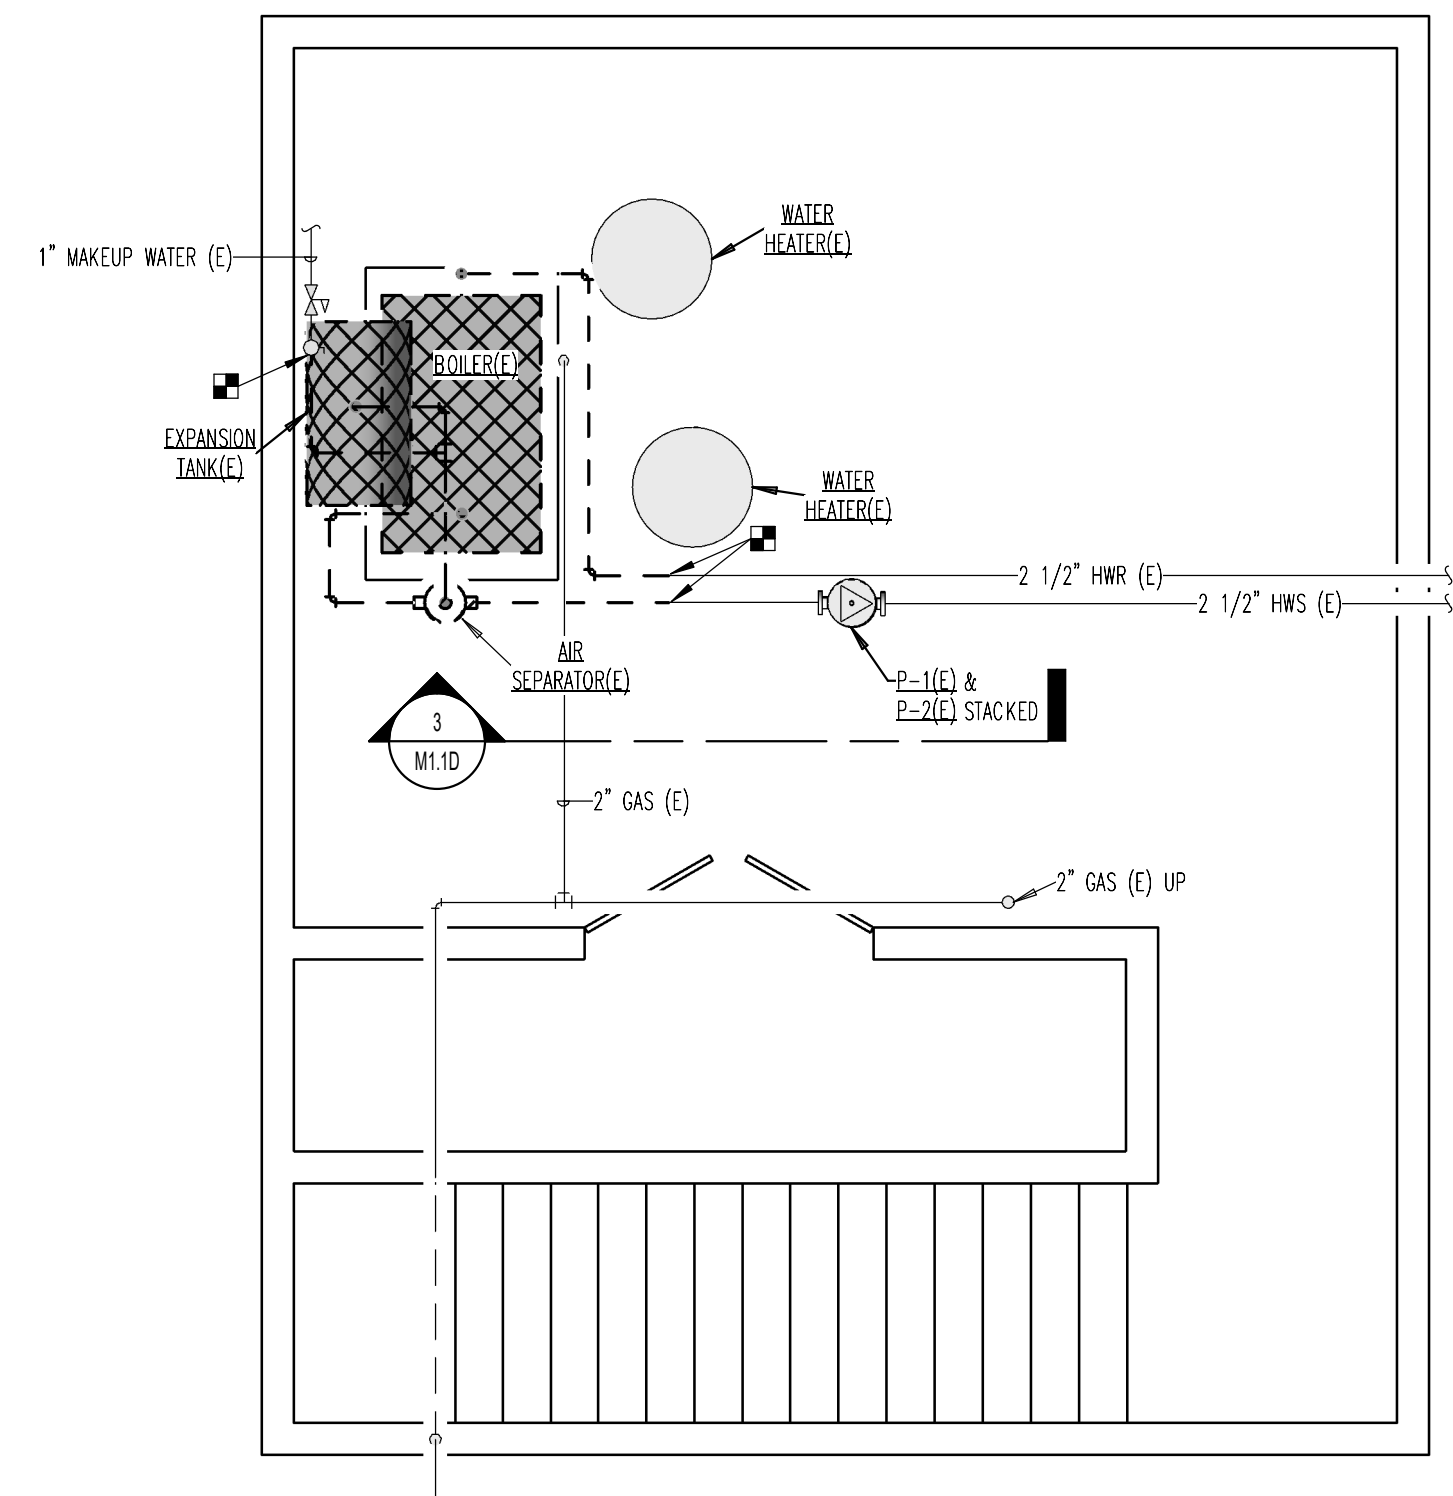 WATER
HEATER(E)
1” MAKEUP WATER (E)
BOILER(E)
EXPANSION
TANK(E)
WATER
HEATER(E)
2 1/2” HWR (E)
2 1/2” HWS (E)
AIR
SEPARATOR(E)
P-1(E) &
P-2(E) STACKED
3
M1.1D
2” GAS (E)
2” GAS (E) UP